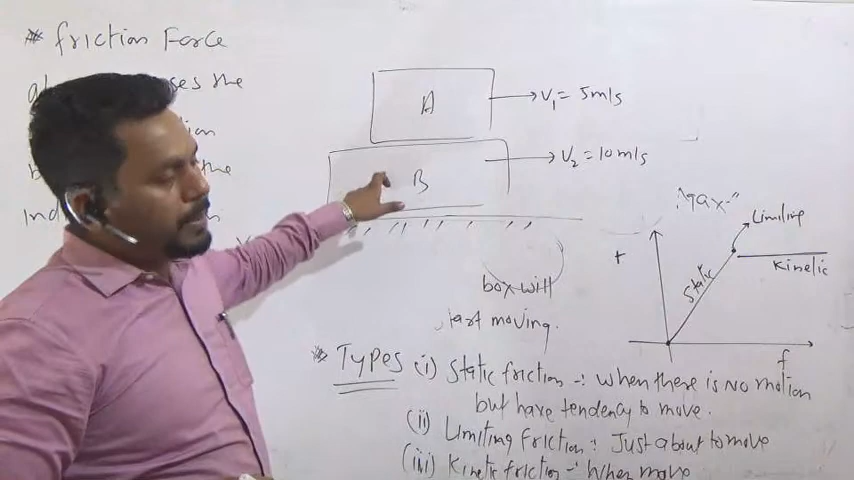 * friction Force
the
the
A
V₁ = 5m/s
B
V₂ = 10m/s
box will
start moving.
Limiting
Kinetic
Static
f
* Types (i) Static friction -: when there is no motion
but have tendency to move.
(ii) Limiting friction : Just about to move
(iii) Kinetic friction -: When move